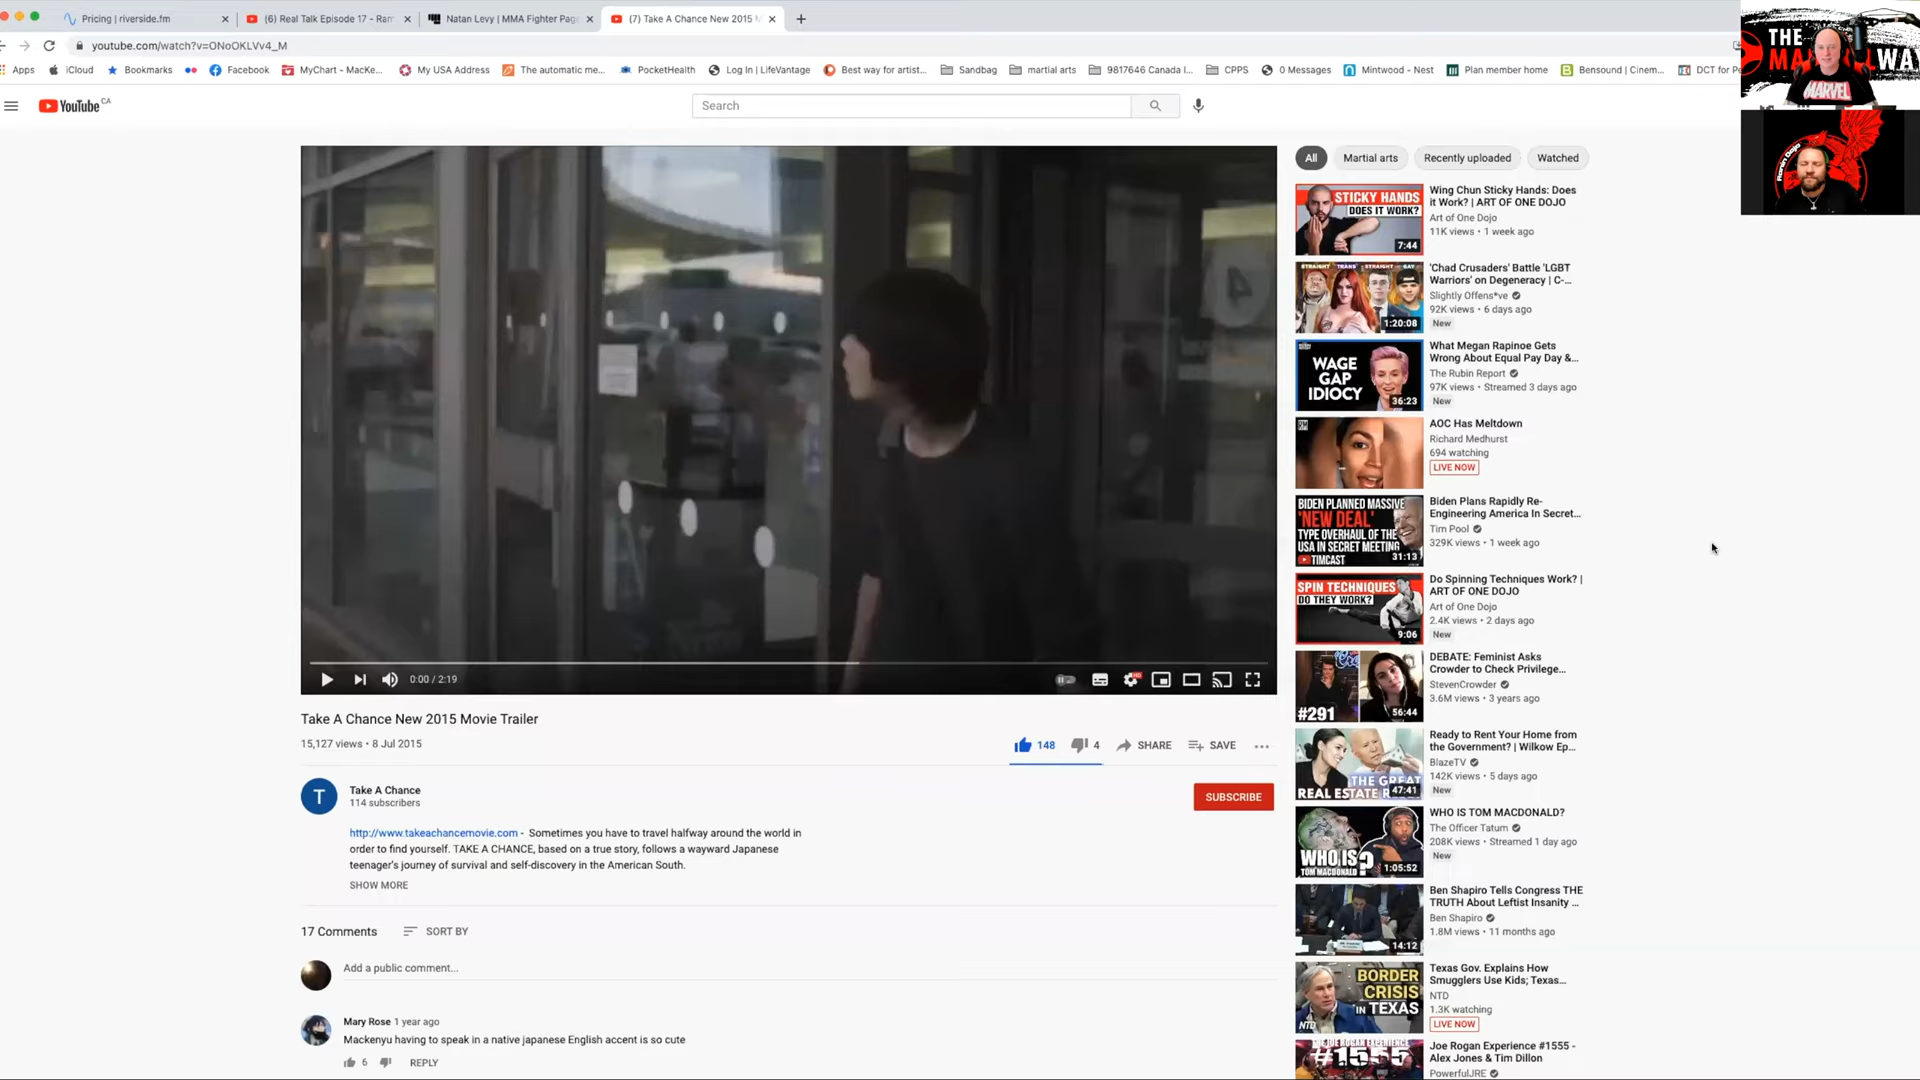 Pricing | riverside.fm
(6) Real Talk Episode 17 - Ram
Natan Levy | MMA Fighter Page
(7) Take A Chance New 2015 M
youtube.com/watch?v=ONoOKLVv4_M
Apps
iCloud
Bookmarks
Facebook
MyChart - MacKe...
My USA Address
The automatic me...
PocketHealth
Log In | LifeVantage
Best way for artist...
Sandbag
martial arts
9817646 Canada I...
CPPS
0 Messages
Mintwood - Nest
Plan member home
Bensound | Cinem...
DCT for Pe
THE
MARTIAL WA
MARVEL
Ronin Dojo
YouTube CA
Search
4
0:00 / 2:19
HD
Take A Chance New 2015 Movie Trailer
15,127 views • 8 Jul 2015
148
4
SHARE
SAVE
T
Take A Chance
114 subscribers
SUBSCRIBE
http://www.takeachancemovie.com - Sometimes you have to travel halfway around the world in
order to find yourself. TAKE A CHANCE, based on a true story, follows a wayward Japanese
teenager's journey of survival and self-discovery in the American South.
SHOW MORE
17 Comments
SORT BY
Add a public comment...
Mary Rose 1 year ago
Mackenyu having to speak in a native japanese English accent is so cute
6
REPLY
All
Martial arts
Recently uploaded
Watched
STICKY HANDS
DOES IT WORK?
7:44
Wing Chun Sticky Hands: Does
it Work? | ART OF ONE DOJO
Art of One Dojo
11K views • 1 week ago
STRAIGHT TRANS STRAIGHT GAY
1:20:08
'Chad Crusaders' Battle 'LGBT
Warriors' on Degeneracy | C-...
Slightly Offens*ve
92K views • 6 days ago
New
WAGE
GAP
IDIOCY
36:23
What Megan Rapinoe Gets
Wrong About Equal Pay Day &...
The Rubin Report
97K views • Streamed 3 days ago
New
RM
AOC Has Meltdown
Richard Medhurst
694 watching
LIVE NOW
BIDEN PLANNED MASSIVE
'NEW DEAL'
TYPE OVERHAUL OF THE
USA IN SECRET MEETING
TIMCAST
31:13
Biden Plans Rapidly Re-
Engineering America In Secret...
Tim Pool
329K views • 1 week ago
SPIN TECHNIQUES
DO THEY WORK?
9:06
Do Spinning Techniques Work? |
ART OF ONE DOJO
Art of One Dojo
2.4K views • 2 days ago
New
#291
56:44
DEBATE: Feminist Asks
Crowder to Check Privilege...
StevenCrowder
3.6M views • 3 years ago
THE GREAT
REAL ESTATE R
47:41
Ready to Rent Your Home from
the Government? | Wilkow Ep...
BlazeTV
142K views • 5 days ago
New
WHO IS
TOM MACDONALD?
1:05:52
WHO IS TOM MACDONALD?
The Officer Tatum
208K views • Streamed 1 day ago
New
14:12
Ben Shapiro Tells Congress THE
TRUTH About Leftist Insanity ...
Ben Shapiro
1.8M views • 11 months ago
BORDER
CRISIS
IN TEXAS
NTD
Texas Gov. Explains How
Smugglers Use Kids; Texas...
NTD
1.3K watching
LIVE NOW
THE JOE ROGAN EXPERIENCE
#1555
Joe Rogan Experience #1555 -
Alex Jones & Tim Dillon
PowerfulJRE